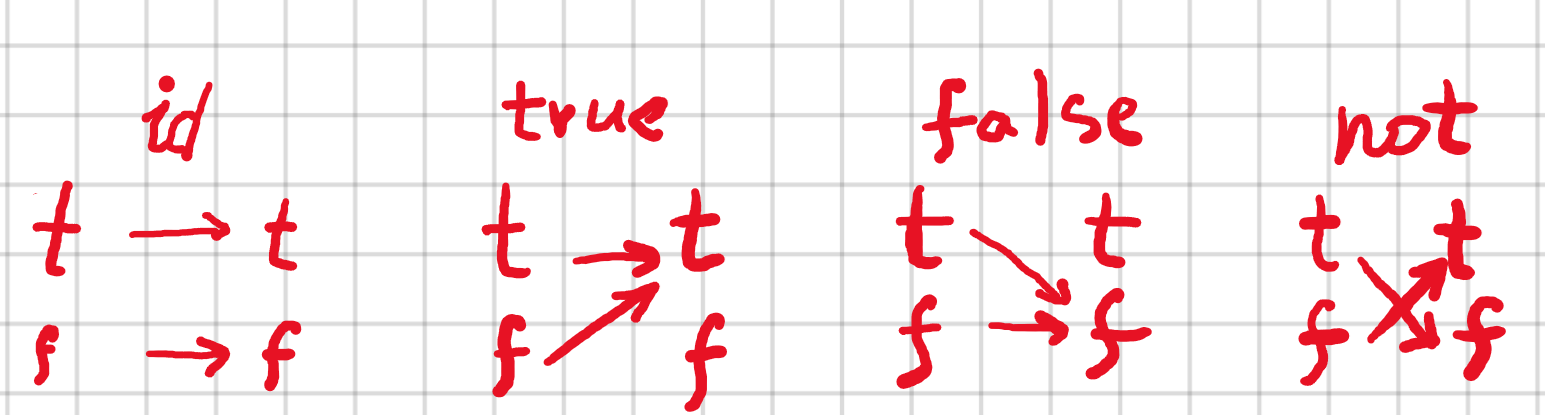 id true false not
t → t t → t t t t t
f → f f f f → f f f